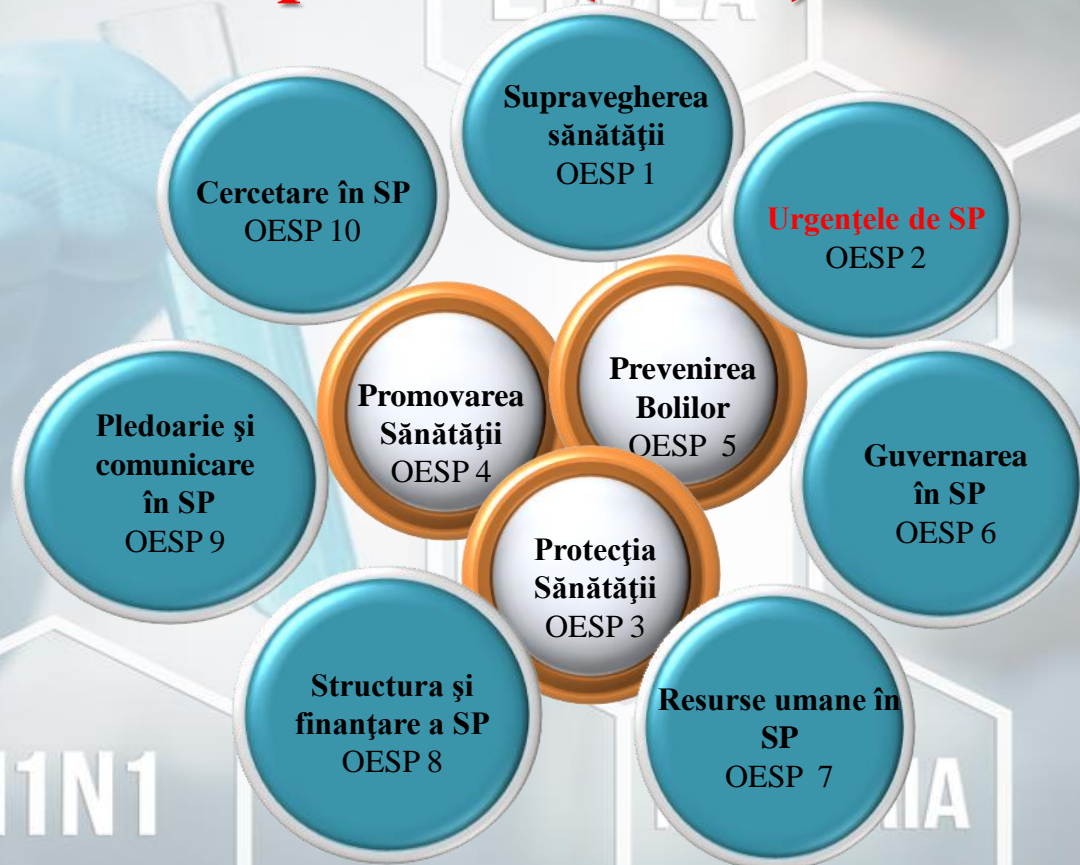 Supravegherea
sănătăţii
OESP 1
Urgenţele de SP
OESP 2
Cercetare în SP
OESP 10
Promovarea
Sănătăţii
OESP 4
Prevenirea
Bolilor
OESP 5
Pledoarie şi
comunicare
în SP
OESP 9
Guvernarea
în SP
OESP 6
Protecţia
Sănătăţii
OESP 3
Structura şi
finanţare a SP
OESP 8
Resurse umane în
SP
OESP 7